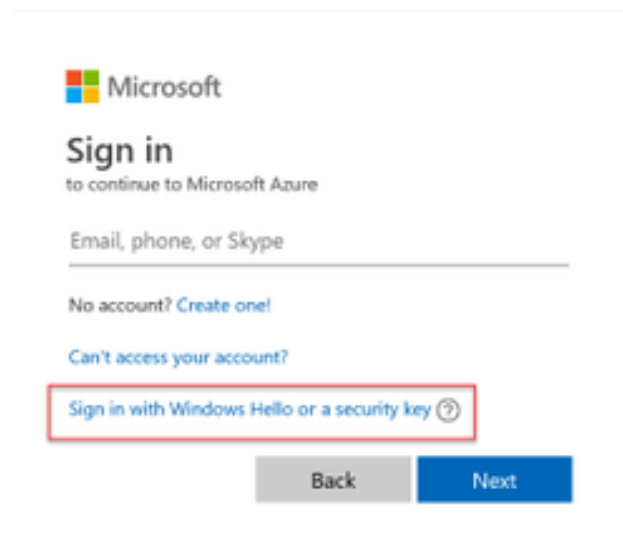 Microsoft
Sign in
to continue to Microsoft Azure
Email, phone, or Skype
No account? Create one!
Can't access your account?
Sign in with Windows Hello or a security key ?
Back Next